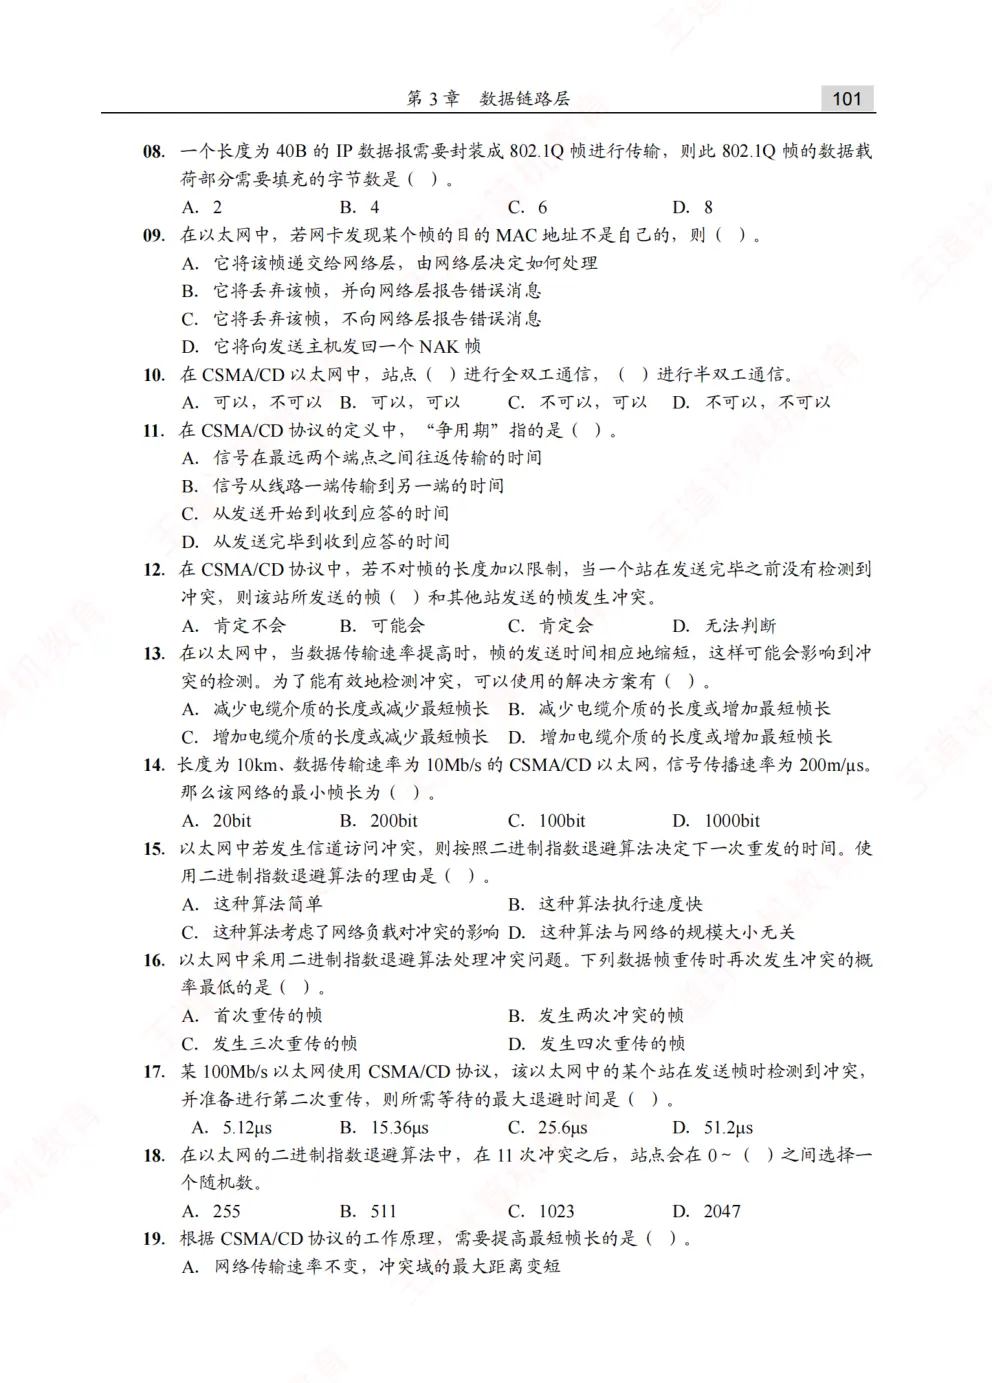 第 3 章 数据链路层 101
08. 一个长度为 40B 的 IP 数据报需要封装成 802.1Q 帧进行传输，则此 802.1Q 帧的数据载
荷部分需要填充的字节数是（ ）。
A. 2 B. 4 C. 6 D. 8
09. 在以太网中，若网卡发现某个帧的目的 MAC 地址不是自己的，则（ ）。
A. 它将该帧递交给网络层，由网络层决定如何处理
B. 它将丢弃该帧，并向网络层报告错误消息
C. 它将丢弃该帧，不向网络层报告错误消息
D. 它将向发送主机发回一个 NAK 帧
10. 在 CSMA/CD 以太网中，站点（ ）进行全双工通信，（ ）进行半双工通信。
A. 可以，不可以 B. 可以，可以 C. 不可以，可以 D. 不可以，不可以
11. 在 CSMA/CD 协议的定义中，“争用期”指的是（ ）。
A. 信号在最远两个端点之间往返传输的时间
B. 信号从线路一端传输到另一端的时间
C. 从发送开始到收到应答的时间
D. 从发送完毕到收到应答的时间
12. 在 CSMA/CD 协议中，若不对帧的长度加以限制，当一个站在发送完毕之前没有检测到
冲突，则该站所发送的帧（ ）和其他站发送的帧发生冲突。
A. 肯定不会 B. 可能会 C. 肯定会 D. 无法判断
13. 在以太网中，当数据传输速率提高时，帧的发送时间相应地缩短，这样可能会影响到冲
突的检测。为了能有效地检测冲突，可以使用的解决方案有（ ）。
A. 减少电缆介质的长度或减少最短帧长 B. 减少电缆介质的长度或增加最短帧长
C. 增加电缆介质的长度或减少最短帧长 D. 增加电缆介质的长度或增加最短帧长
14. 长度为 10km、数据传输速率为 10Mb/s 的 CSMA/CD 以太网，信号传播速率为 200m/μs。
那么该网络的最小帧长为（ ）。
A. 20bit B. 200bit C. 100bit D. 1000bit
15. 以太网中若发生信道访问冲突，则按照二进制指数退避算法决定下一次重发的时间。使
用二进制指数退避算法的理由是（ ）。
A. 这种算法简单 B. 这种算法执行速度快
C. 这种算法考虑了网络负载对冲突的影响 D. 这种算法与网络的规模大小无关
16. 以太网中采用二进制指数退避算法处理冲突问题。下列数据帧重传时再次发生冲突的概
率最低的是（ ）。
A. 首次重传的帧 B. 发生两次冲突的帧
C. 发生三次重传的帧 D. 发生四次重传的帧
17. 某 100Mb/s 以太网使用 CSMA/CD 协议，该以太网中的某个站在发送帧时检测到冲突，
并准备进行第二次重传，则所需等待的最大退避时间是（ ）。
A. 5.12μs B. 15.36μs C. 25.6μs D. 51.2μs
18. 在以太网的二进制指数退避算法中，在 11 次冲突之后，站点会在 0～（ ）之间选择一
个随机数。
A. 255 B. 511 C. 1023 D. 2047
19. 根据 CSMA/CD 协议的工作原理，需要提高最短帧长的是（ ）。
A. 网络传输速率不变，冲突域的最大距离变短